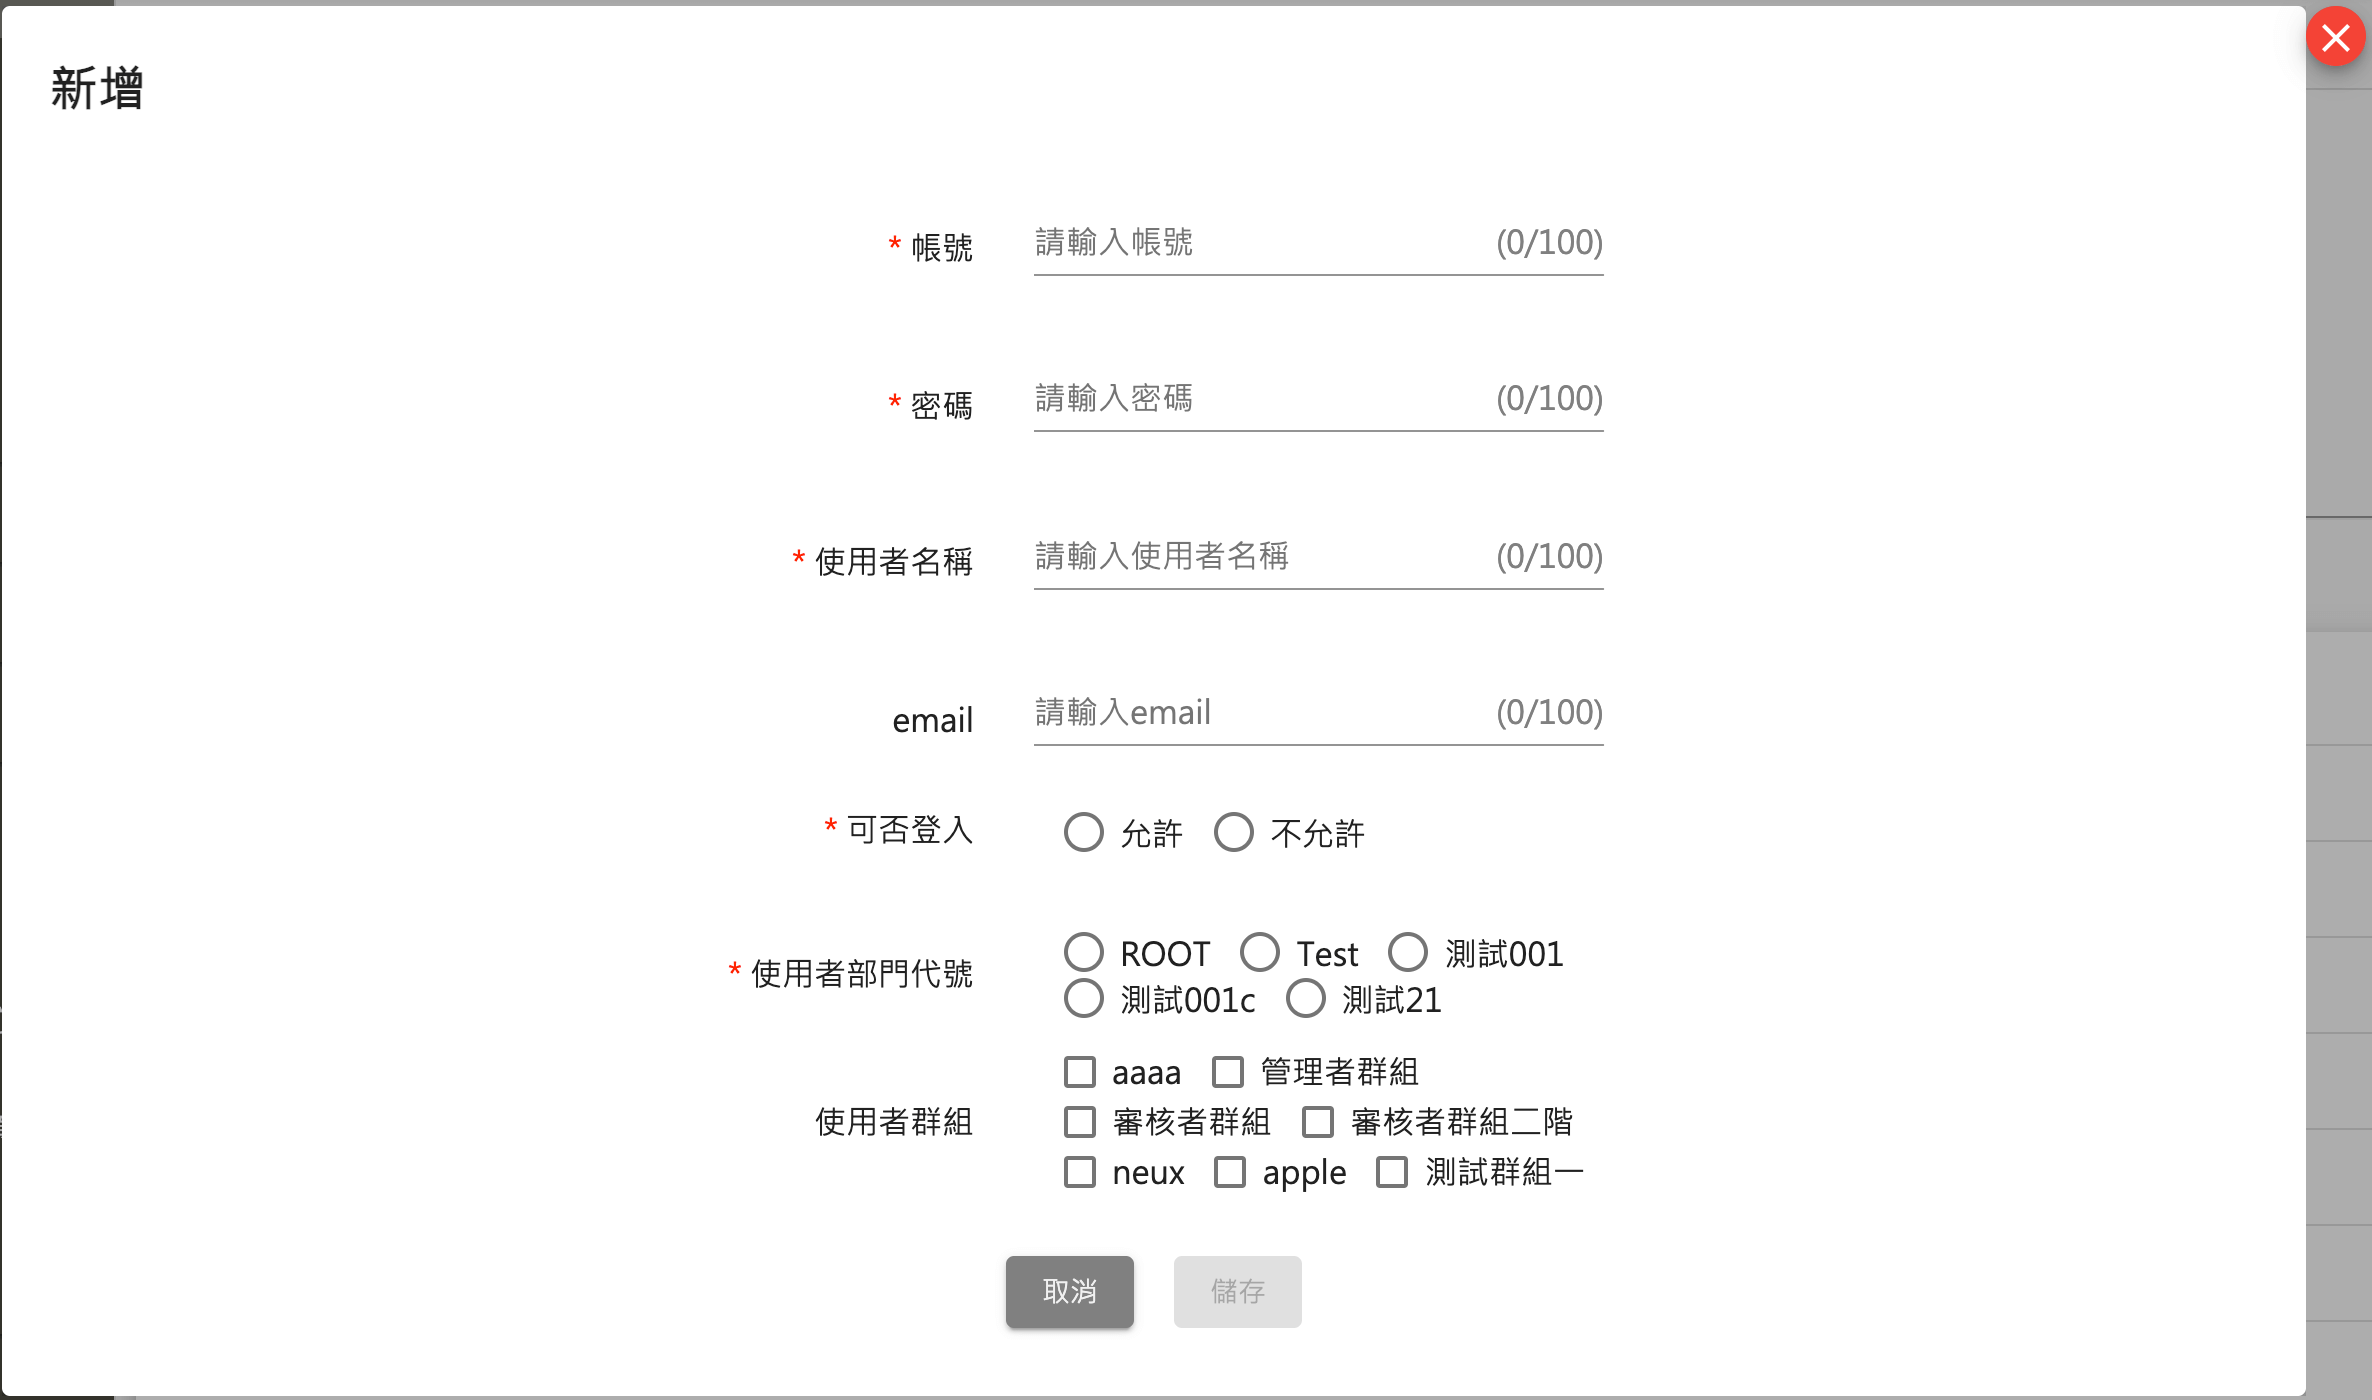 新增
* 帳號 請輸入帳號 (0/100)
* 密碼 請輸入密碼 (0/100)
* 使用者名稱 請輸入使用者名稱 (0/100)
email 請輸入email (0/100)
* 可否登入 允許 不允許
* 使用者部門代號
ROOT Test 測試001
測試001c 測試21
使用者群組
aaaa 管理者群組
審核者群組 審核者群組二階
neux apple 測試群組一
取消 儲存